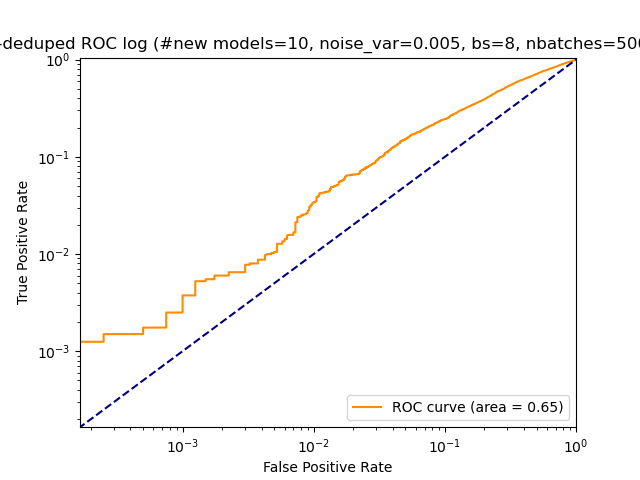 -deduped ROC log (#new models=10, noise_var=0.005, bs=8, nbatches=500
10⁰
10⁻¹
10⁻²
10⁻³
True Positive Rate
ROC curve (area = 0.65)
10⁻³ 10⁻² 10⁻¹ 10⁰
False Positive Rate